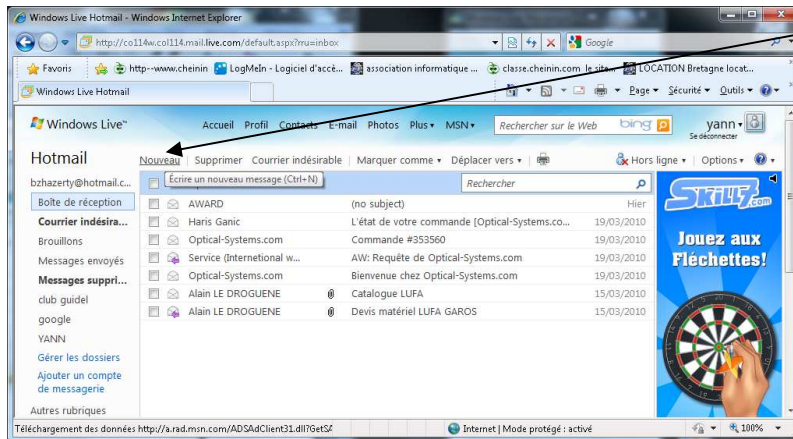 Windows Live Hotmail - Windows Internet Explorer
http://co114w.col114.mail.live.com/default.aspx?rru=inbox
Google
Favoris http--www.cheinin LogMeIn - Logiciel d'accè... association informatique ... classe.cheinin.com le site... LOCATION Bretagne locat...
Windows Live Hotmail
Page Sécurité Outils
Windows Live™ Accueil Profil Contacts E-mail Photos Plus MSN Rechercher sur le Web bing yann
Se déconnecter
Hotmail Nouveau Supprimer Courrier indésirable Marquer comme Déplacer vers Hors ligne Options
bzhazerty@hotmail.c... Écrire un nouveau message (Ctrl+N) Rechercher
Boîte de réception AWARD (no subject) Hier
Courrier indésira... Haris Ganic L'état de votre commande [Optical-Systems.co... 19/03/2010
Brouillons Optical-Systems.com Commande #353560 19/03/2010
Messages envoyés Service (Internetional w... AW: Requête de Optical-Systems.com 19/03/2010
Messages suppri... Optical-Systems.com Bienvenue chez Optical-Systems.com 19/03/2010
club guidel Alain LE DROGUENE Catalogue LUFA 15/03/2010
google Alain LE DROGUENE Devis matériel LUFA GAROS 15/03/2010
YANN
Gérer les dossiers
Ajouter un compte
de messagerie
Autres rubriques
Skill7.com
Jouez aux
Fléchettes!
Téléchargement des données http://a.rad.msn.com/ADSAdClient31.dll?GetSA Internet | Mode protégé : activé 100%